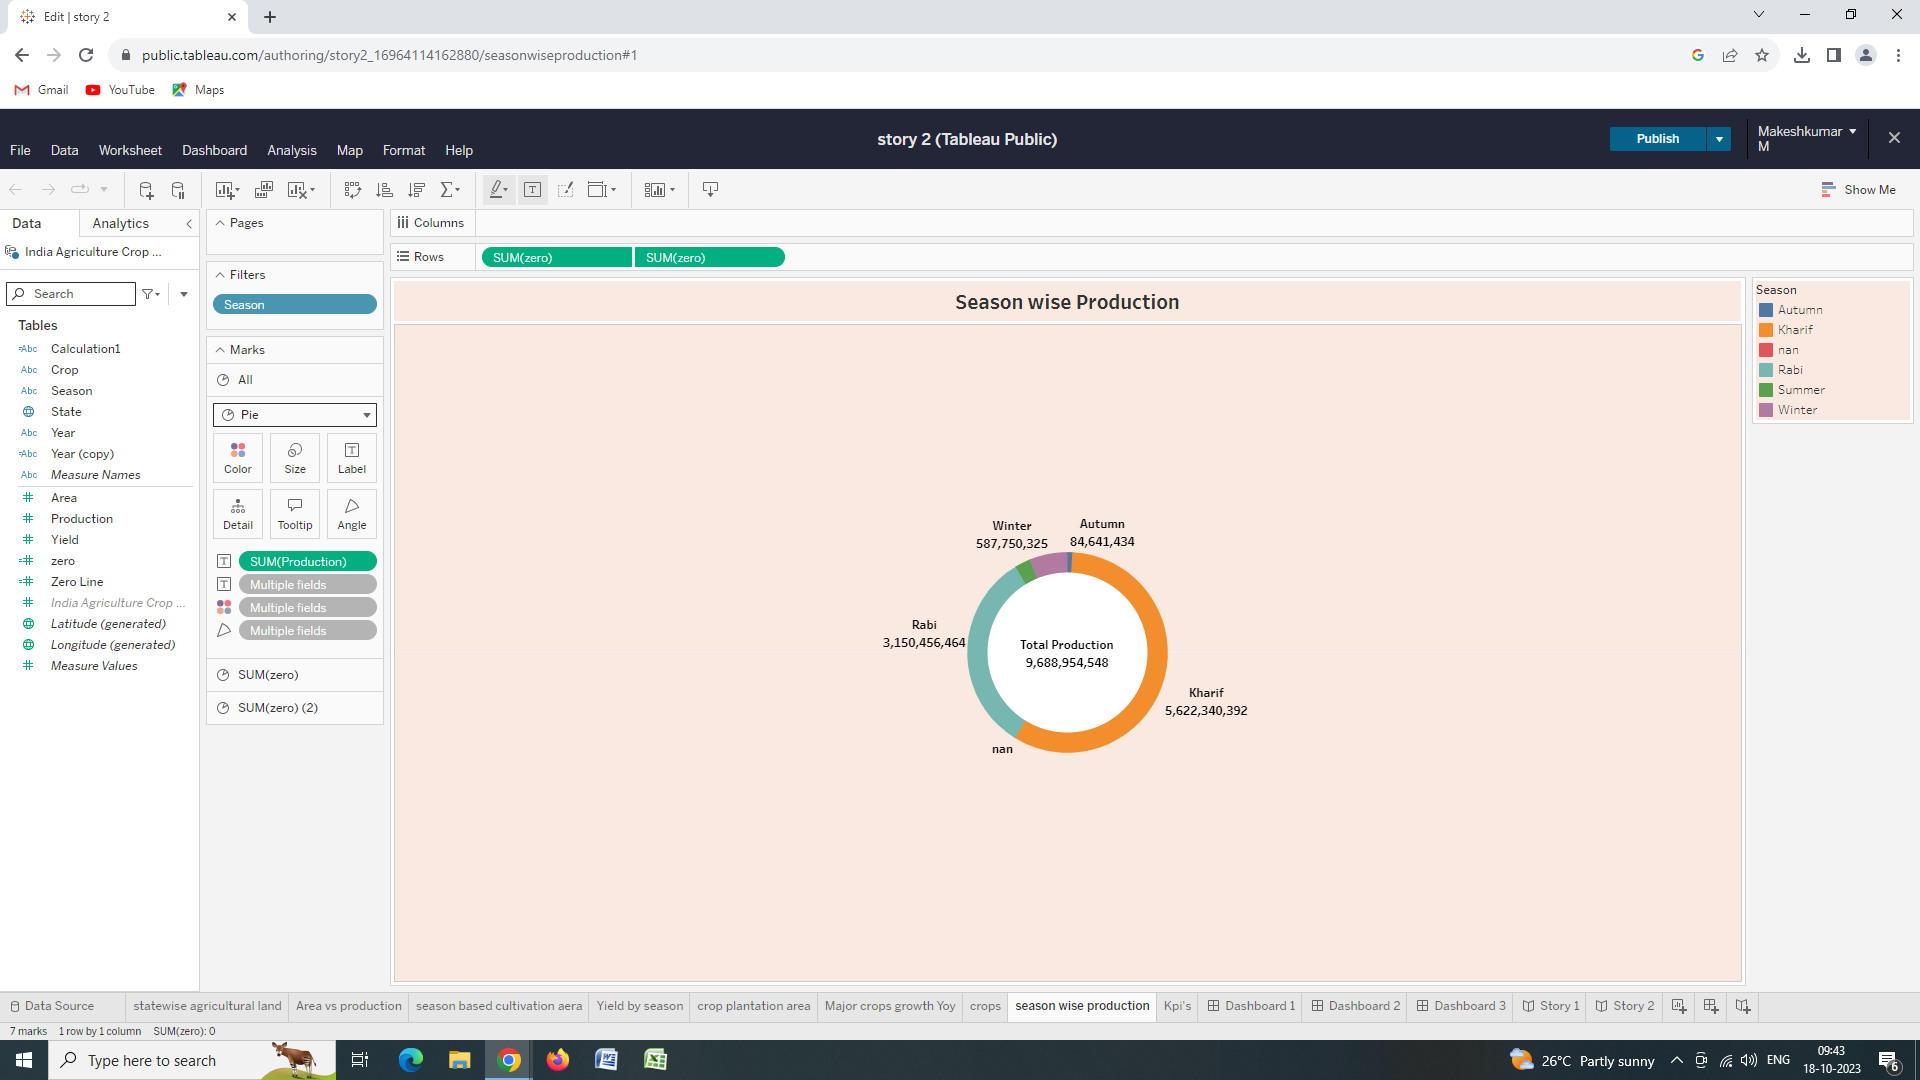 Edit | story 2
public.tableau.com/authoring/story2_16964114162880/seasonwiseproduction#1
Gmail
YouTube
Maps
story 2 (Tableau Public)
Publish
Makeshkumar M
File
Data
Worksheet
Dashboard
Analysis
Map
Format
Help
Show Me
Data
Analytics
India Agriculture Crop ...
Search
Tables
Abc Calculation1
Abc Crop
Abc Season
State
Abc Year
Abc Year (copy)
Abc Measure Names
Area
Production
Yield
zero
Zero Line
India Agriculture Crop ...
Latitude (generated)
Longitude (generated)
Measure Values
Pages
Filters
Season
Marks
All
Pie
Color
Size
Label
Detail
Tooltip
Angle
SUM(Production)
Multiple fields
Multiple fields
Multiple fields
SUM(zero)
SUM(zero) (2)
Columns
Rows
SUM(zero)
SUM(zero)
Season wise Production
Winter
587,750,325
Autumn
84,641,434
Rabi
3,150,456,464
Total Production
9,688,954,548
Kharif
5,622,340,392
nan
Season
Autumn
Kharif
nan
Rabi
Summer
Winter
Data Source
statewise agricultural land
Area vs production
season based cultivation aera
Yield by season
crop plantation area
Major crops growth Yoy
crops
season wise production
Kpi's
Dashboard 1
Dashboard 2
Dashboard 3
Story 1
Story 2
7 marks
1 row by 1 column
SUM(zero): 0
Type here to search
26°C Partly sunny
ENG
09:43
18-10-2023
6